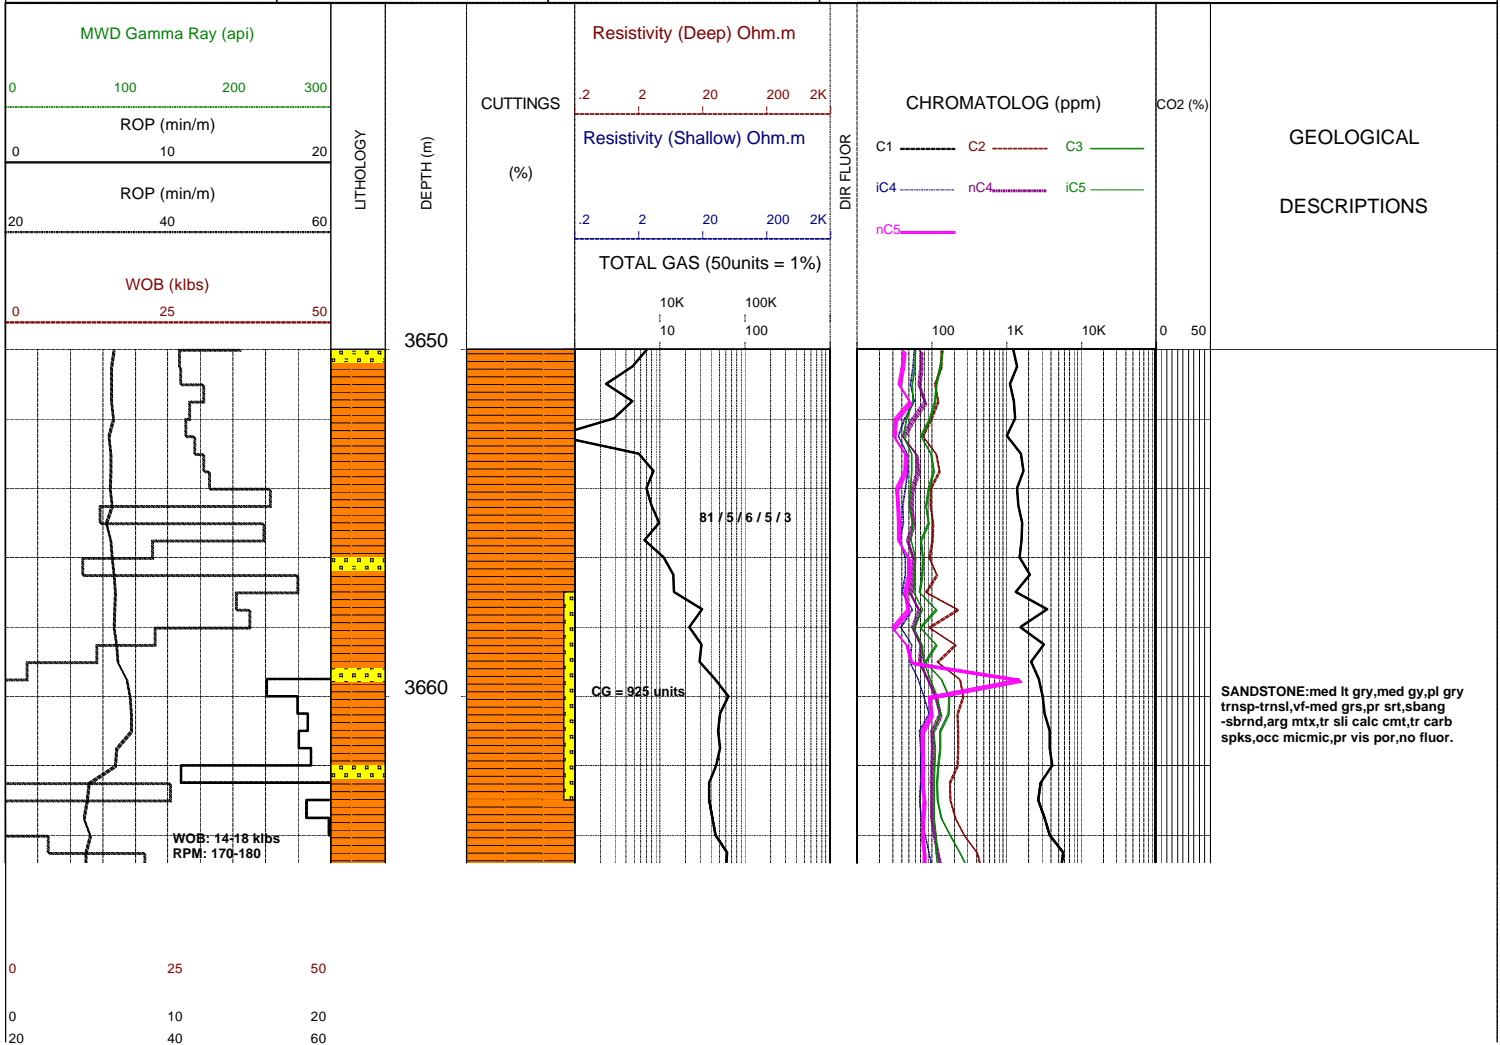 MWD Gamma Ray (api)
0 100 200 300
ROP (min/m)
0 10 20
ROP (min/m)
20 40 60
WOB (klbs)
0 25 50
LITHOLOGY
DEPTH (m)
CUTTINGS
(%)
Resistivity (Deep) Ohm.m
.2 2 20 200 2K
Resistivity (Shallow) Ohm.m
.2 2 20 200 2K
TOTAL GAS (50units = 1%)
10K 100K
10 100
DIR FLUOR
CHROMATOLOG (ppm)
C1 C2 C3
iC4 nC4 iC5
nC5
100 1K 10K
CO2 (%)
0 50
GEOLOGICAL
DESCRIPTIONS
3650
81 / 5 / 6 / 5 / 3
3660
CG = 925 units
SANDSTONE:med lt gry,med gy,pl gry
trnsp-trnsl,vf-med grs,pr srt,sbang
-sbrnd,arg mtx,tr sli calc cmt,tr carb
spks,occ micmic,pr vis por,no fluor.
WOB: 14-18 klbs
RPM: 170-180
0 25 50
0 10 20
20 40 60